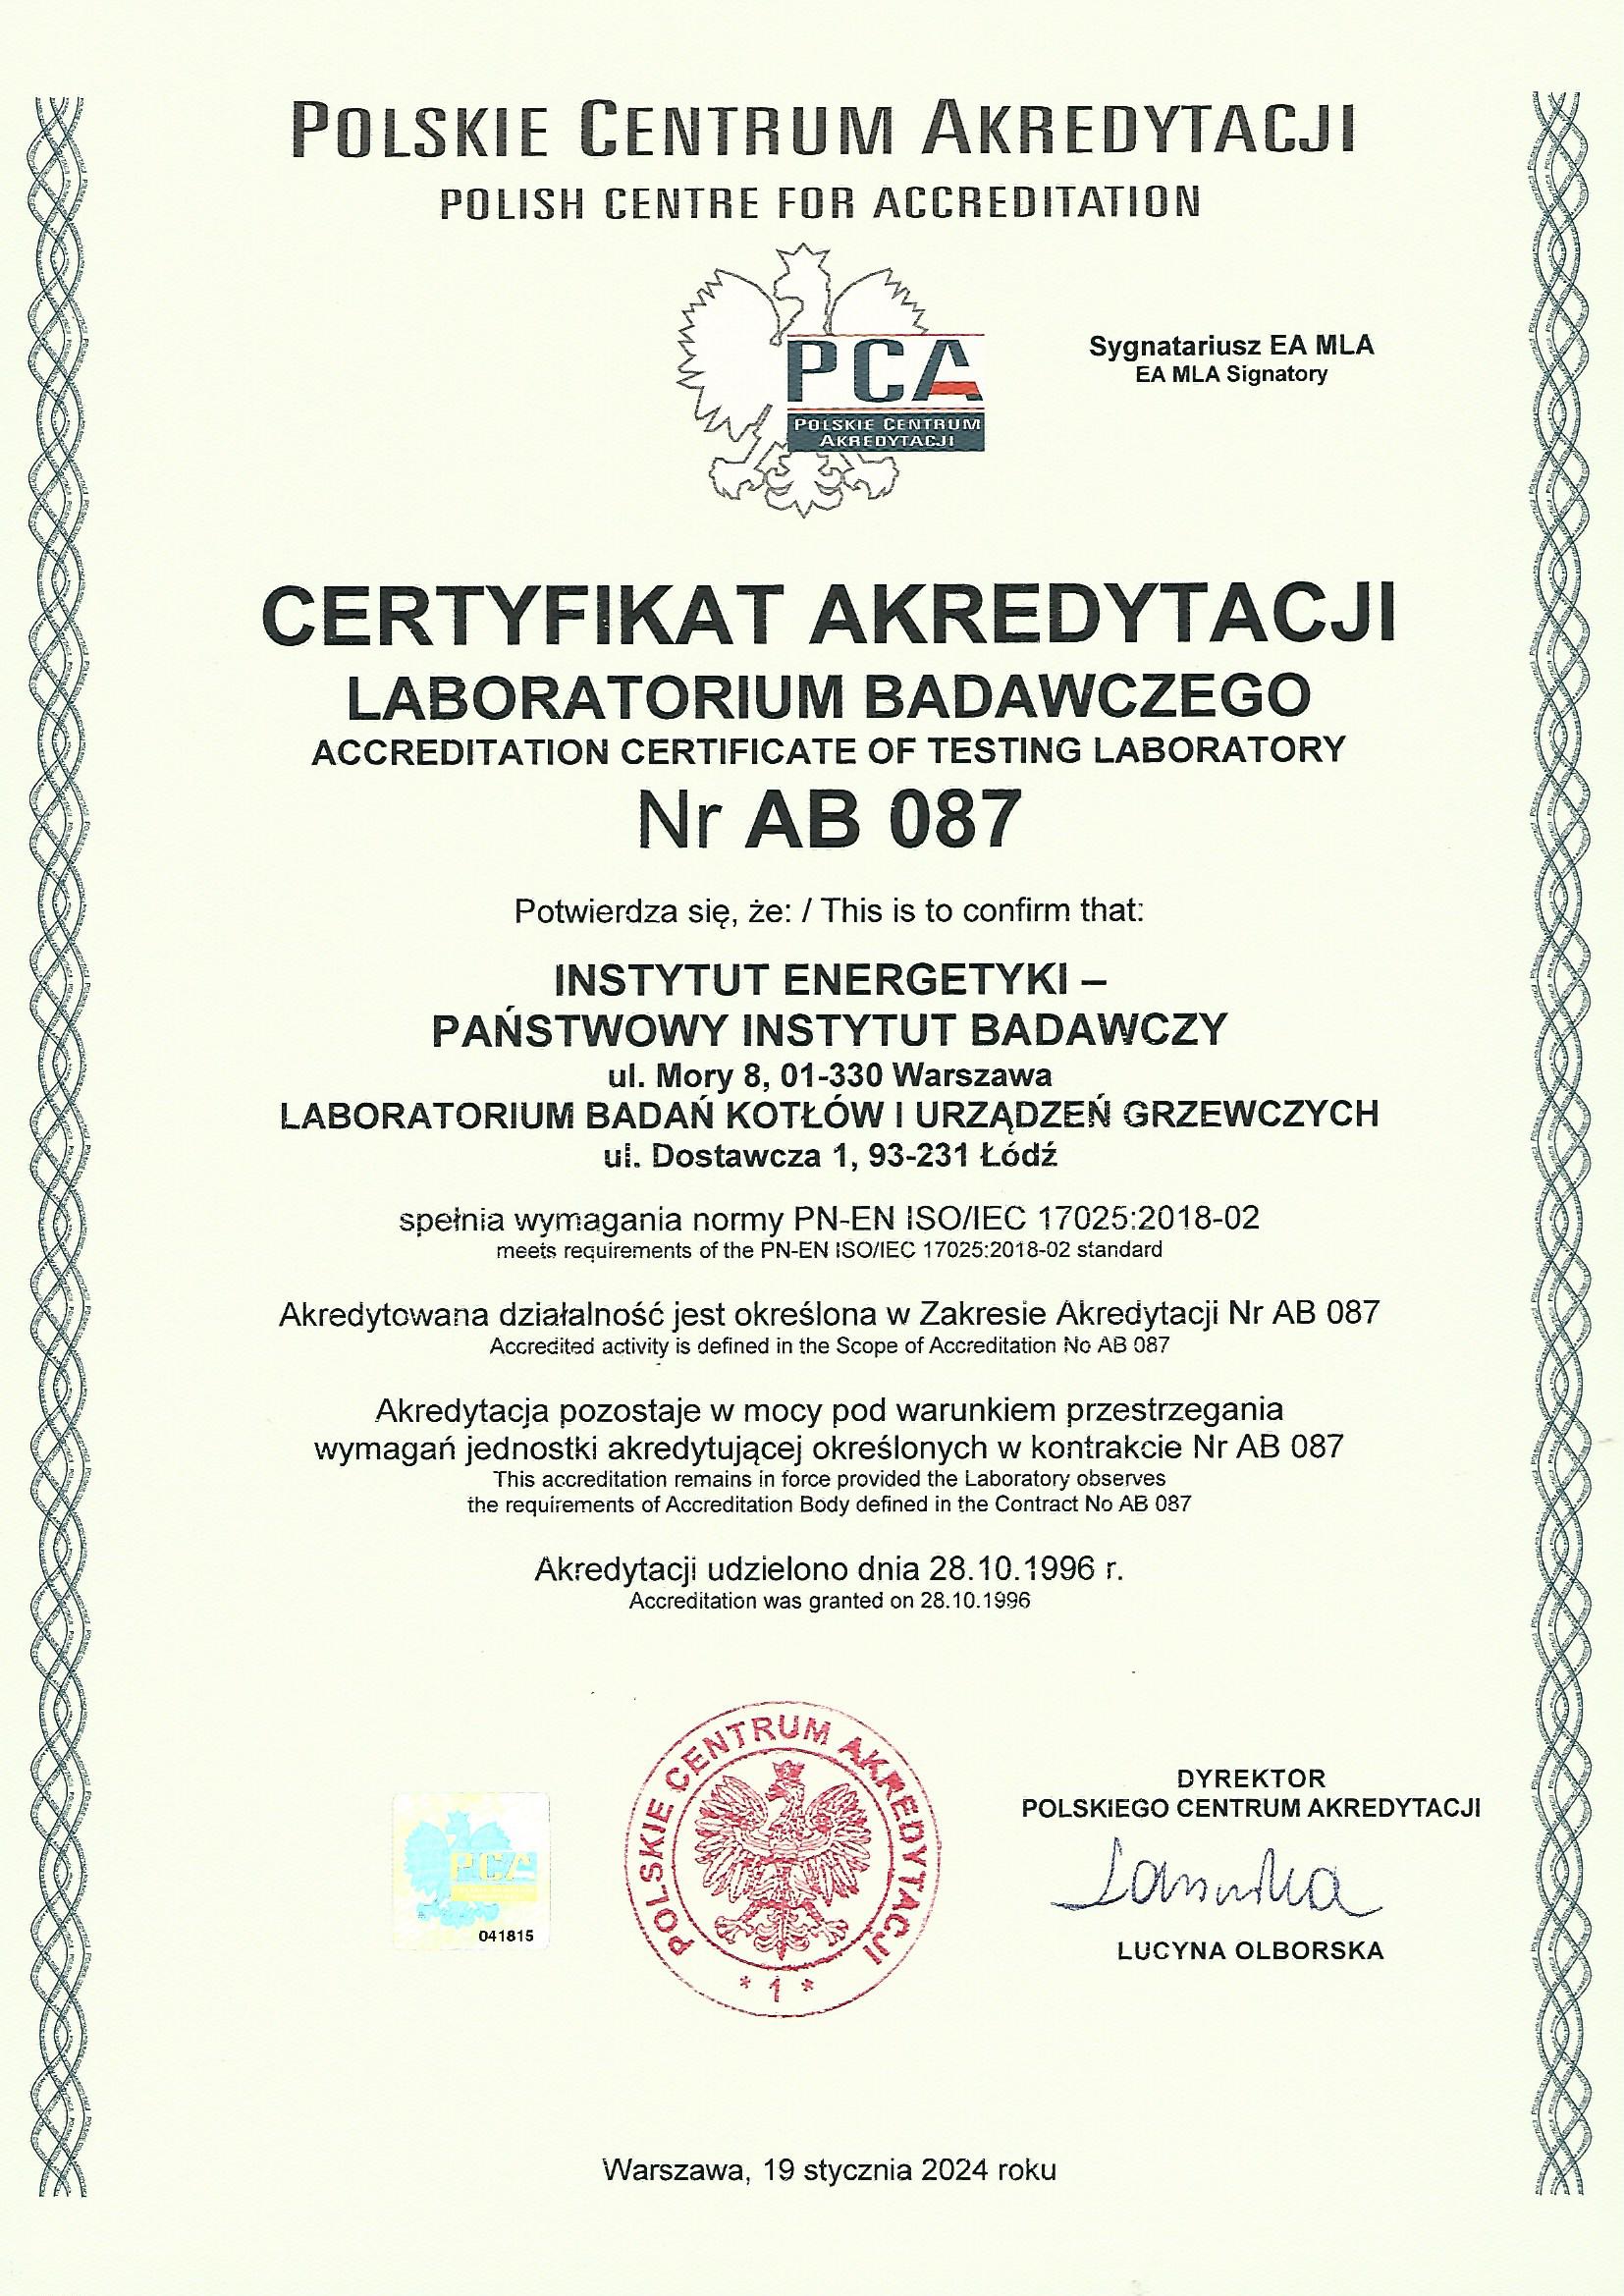 POLSKIE CENTRUM AKREDYTACJI
POLISH CENTRE FOR ACCREDITATION
PCA
POLSKIE CENTRUM
AKREDYTACJI
Sygnatariusz EA MLA
EA MLA Signatory
CERTYFIKAT AKREDYTACJI
LABORATORIUM BADAWCZEGO
ACCREDITATION CERTIFICATE OF TESTING LABORATORY
Nr AB 087
Potwierdza się, że: / This is to confirm that:
INSTYTUT ENERGETYKI –
PAŃSTWOWY INSTYTUT BADAWCZY
ul. Mory 8, 01-330 Warszawa
LABORATORIUM BADAŃ KOTŁÓW I URZĄDZEŃ GRZEWCZYCH
ul. Dostawcza 1, 93-231 Łódź
spełnia wymagania normy PN-EN ISO/IEC 17025:2018-02
meets requirements of the PN-EN ISO/IEC 17025:2018-02 standard
Akredytowana działalność jest określona w Zakresie Akredytacji Nr AB 087
Accredited activity is defined in the Scope of Accreditation No AB 087
Akredytacja pozostaje w mocy pod warunkiem przestrzegania
wymagań jednostki akredytującej określonych w kontrakcie Nr AB 087
This accreditation remains in force provided the Laboratory observes
the requirements of Accreditation Body defined in the Contract No AB 087
Akredytacji udzielono dnia 28.10.1996 r.
Accreditation was granted on 28.10.1996
PCA
041815
POLSKIE CENTRUM AKREDYTACJI
* 1 *
DYREKTOR
POLSKIEGO CENTRUM AKREDYTACJI
LUCYNA OLBORSKA
Warszawa, 19 stycznia 2024 roku